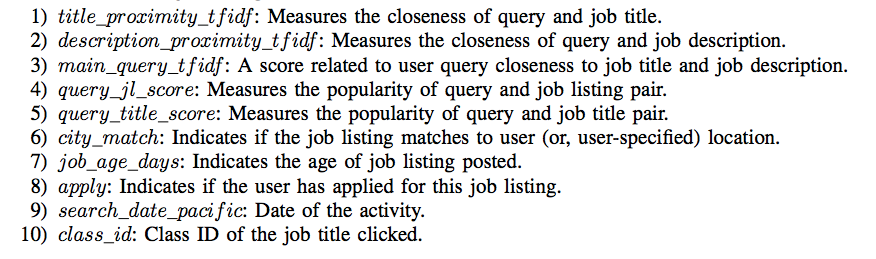 1) title_proximity_tfidf: Measures the closeness of query and job title.
2) description_proximity_tfidf: Measures the closeness of query and job description.
3) main_query_tfidf: A score related to user query closeness to job title and job description.
4) query_jl_score: Measures the popularity of query and job listing pair.
5) query_title_score: Measures the popularity of query and job title pair.
6) city_match: Indicates if the job listing matches to user (or, user-specified) location.
7) job_age_days: Indicates the age of job listing posted.
8) apply: Indicates if the user has applied for this job listing.
9) search_date_pacific: Date of the activity.
10) class_id: Class ID of the job title clicked.